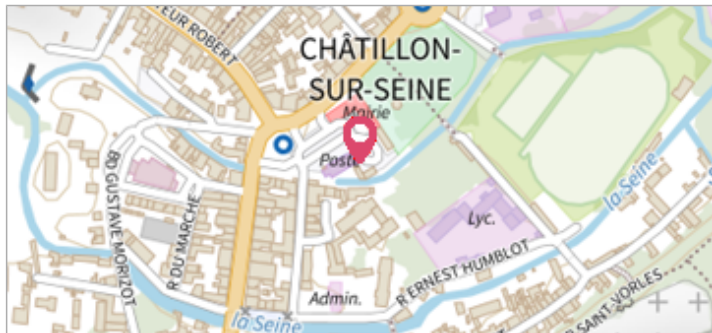 TEUR ROBERT
CHÂTILLON-
SUR-SEINE
Mairie
Poste
BD GUSTAVE MORIZOT
R DU MARCHE
Lyc.
la Seine
R ERNEST HUMBLOT
Admin.
la Seine
SAINT-VORLES